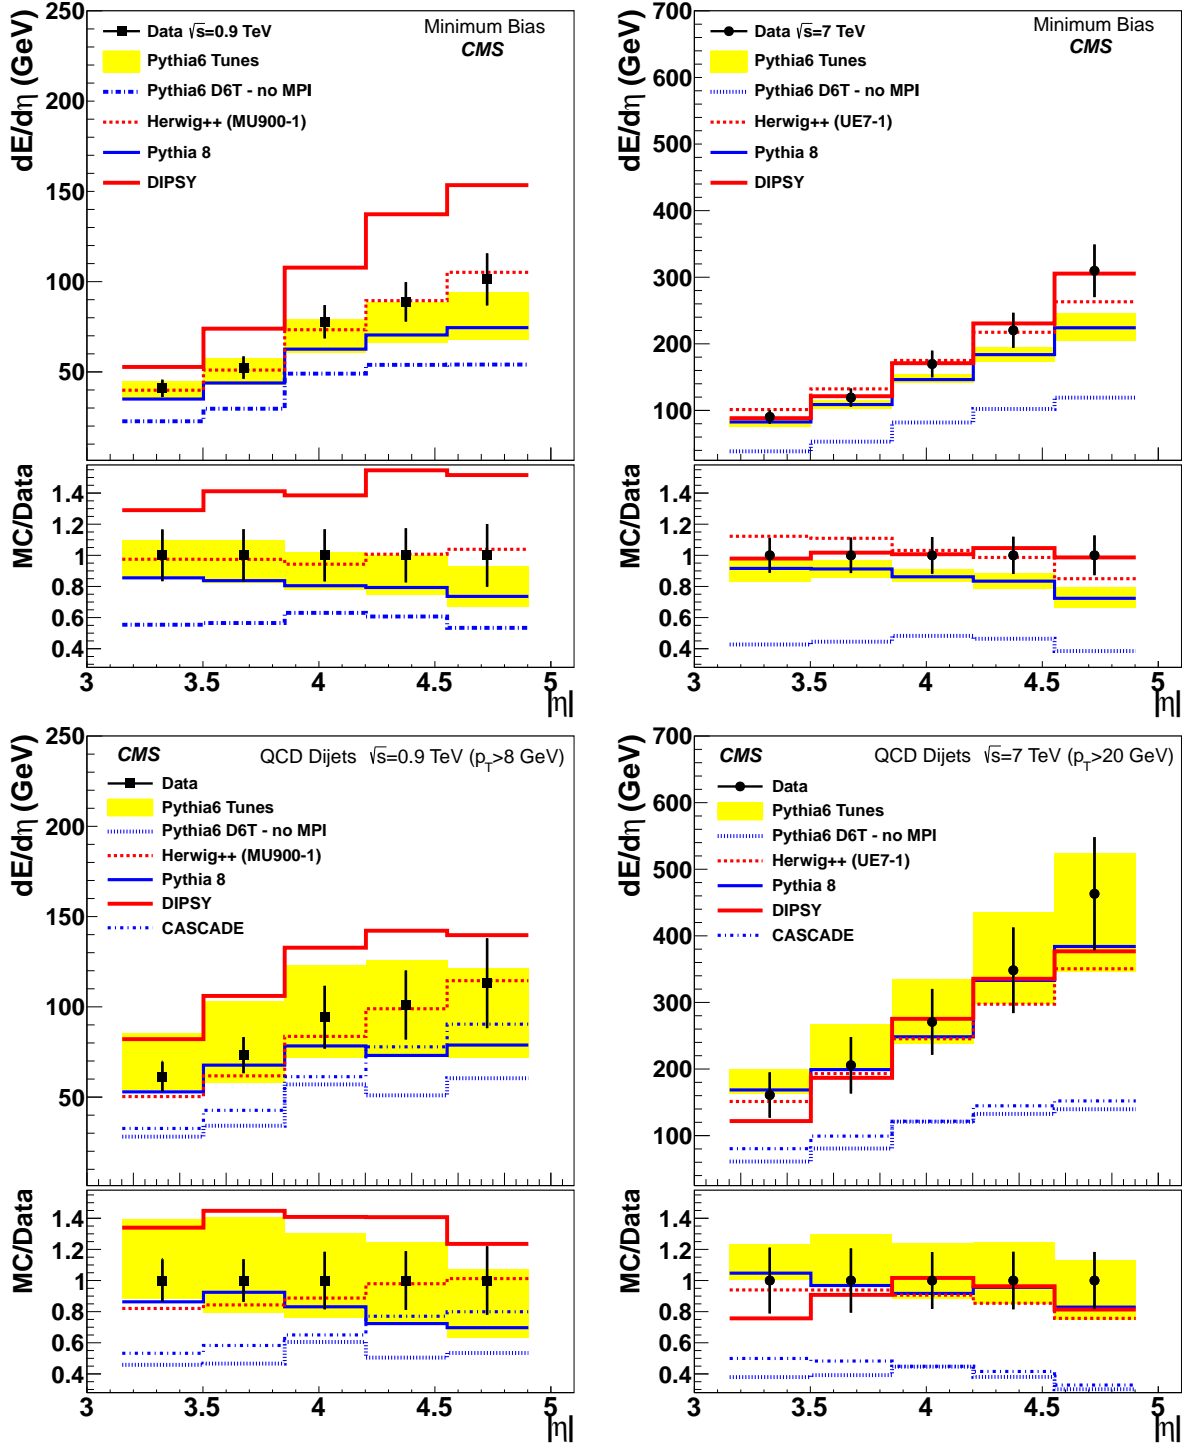 250
200
150
100
50
dE/dη (GeV)
Minimum Bias
CMS
Data √s=0.9 TeV
Pythia6 Tunes
Pythia6 D6T - no MPI
Herwig++ (MU900-1)
Pythia 8
DIPSY
1.4
1.2
1
0.8
0.6
0.4
MC/Data
3 3.5 4 4.5 5
|η|
700
600
500
400
300
200
100
dE/dη (GeV)
Minimum Bias
CMS
Data √s=7 TeV
Pythia6 Tunes
Pythia6 D6T - no MPI
Herwig++ (UE7-1)
Pythia 8
DIPSY
1.4
1.2
1
0.8
0.6
0.4
MC/Data
3 3.5 4 4.5 5
|η|
250
200
150
100
50
dE/dη (GeV)
CMS QCD Dijets √s=0.9 TeV (p_T>8 GeV)
Data
Pythia6 Tunes
Pythia6 D6T - no MPI
Herwig++ (MU900-1)
Pythia 8
DIPSY
CASCADE
1.4
1.2
1
0.8
0.6
0.4
MC/Data
3 3.5 4 4.5 5
|η|
700
600
500
400
300
200
100
dE/dη (GeV)
CMS QCD Dijets √s=7 TeV (p_T>20 GeV)
Data
Pythia6 Tunes
Pythia6 D6T - no MPI
Herwig++ (UE7-1)
Pythia 8
DIPSY
CASCADE
1.4
1.2
1
0.8
0.6
0.4
MC/Data
3 3.5 4 4.5 5
|η|